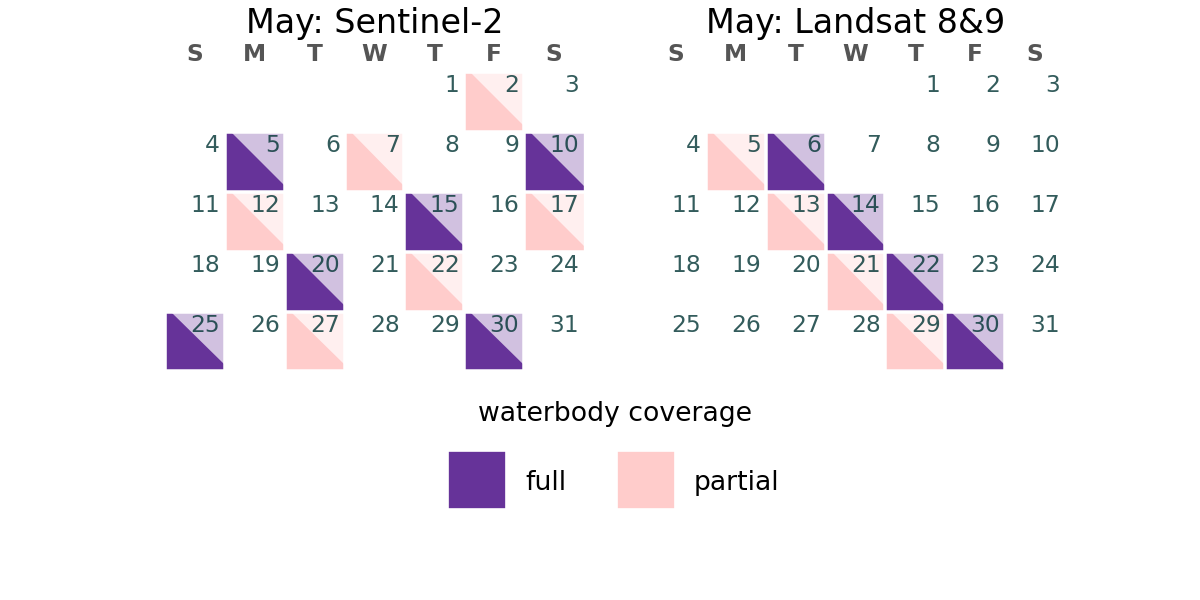 May: Sentinel-2
S M T W T F S
1 2 3
4 5 6 7 8 9 10
11 12 13 14 15 16 17
18 19 20 21 22 23 24
25 26 27 28 29 30 31
May: Landsat 8&9
S M T W T F S
1 2 3
4 5 6 7 8 9 10
11 12 13 14 15 16 17
18 19 20 21 22 23 24
25 26 27 28 29 30 31
waterbody coverage
full
partial